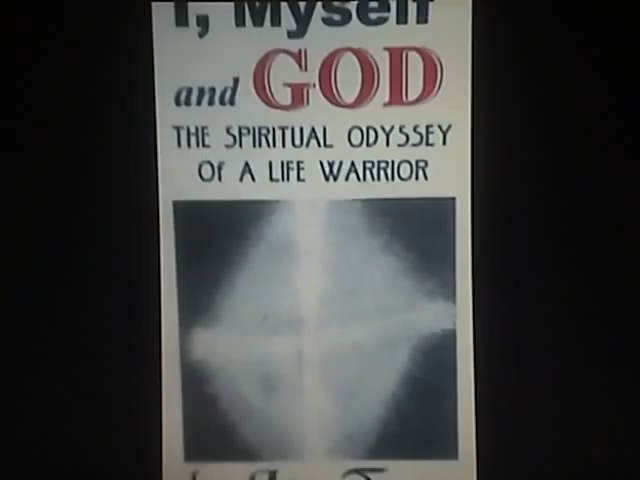 I, Myself
and GOD
THE SPIRITUAL ODYSSEY
Of A LIFE WARRIOR